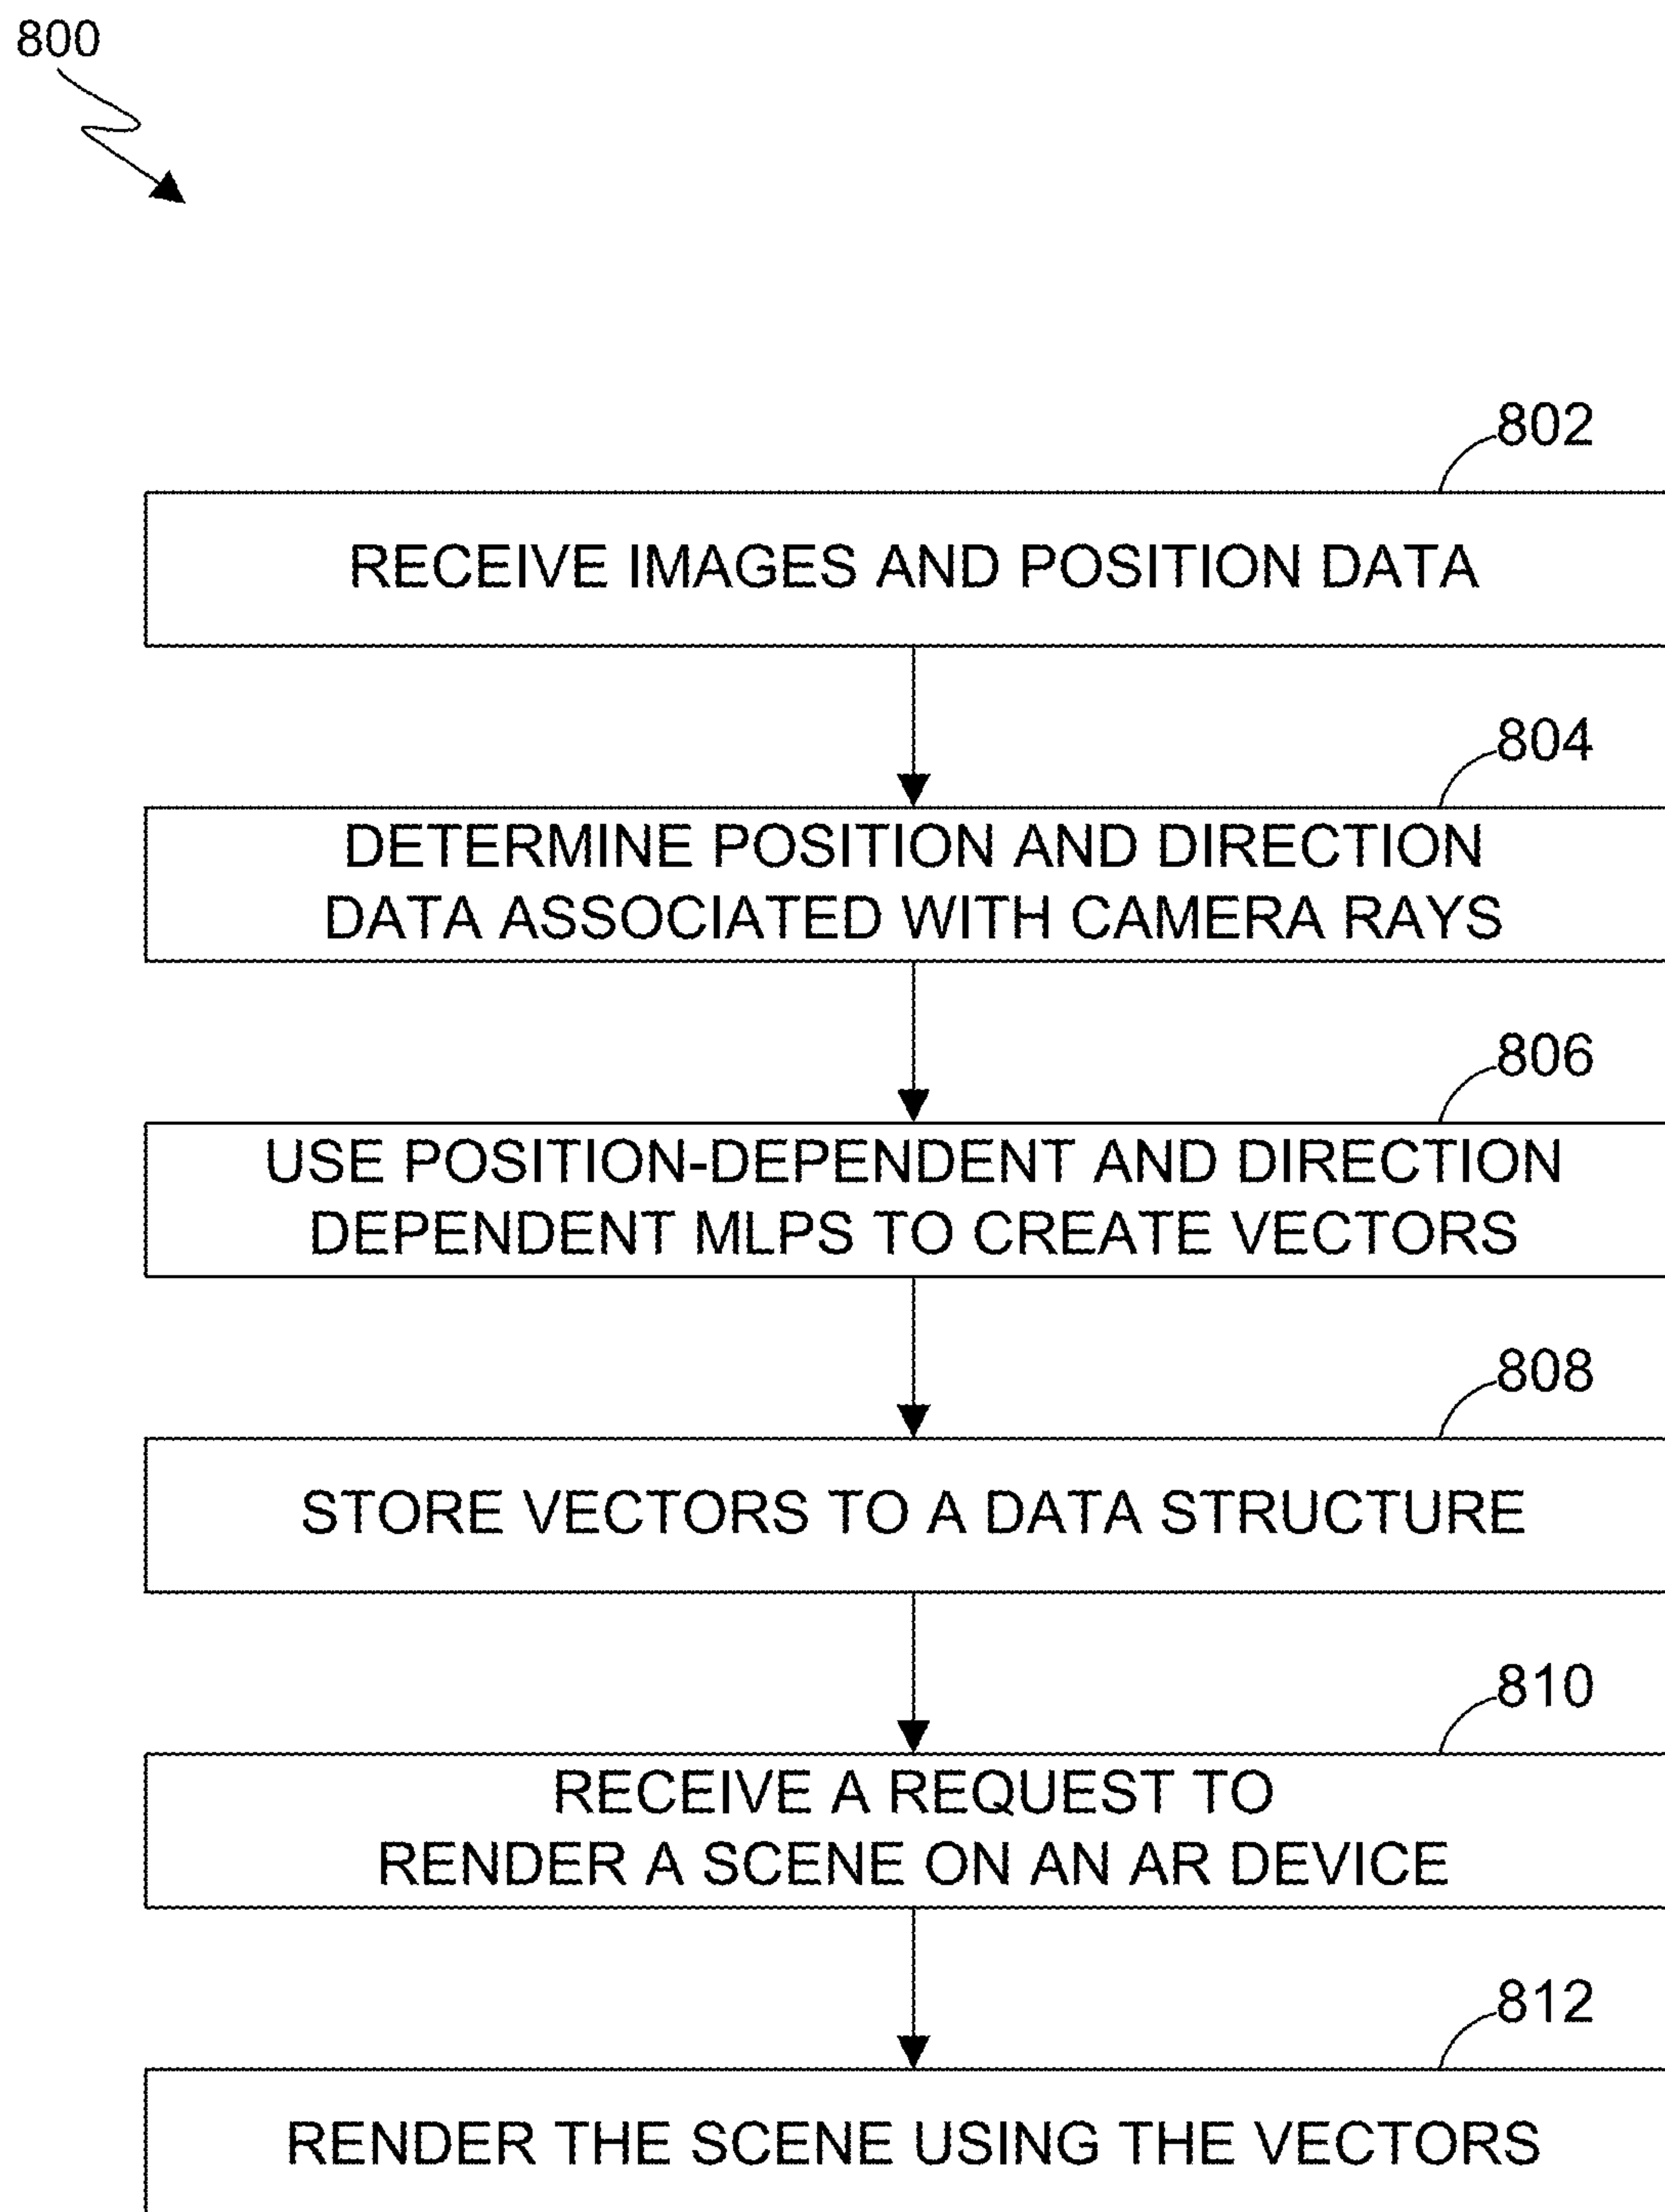 800
802
RECEIVE IMAGES AND POSITION DATA
804
DETERMINE POSITION AND DIRECTION
DATA ASSOCIATED WITH CAMERA RAYS
806
USE POSITION-DEPENDENT AND DIRECTION
DEPENDENT MLPS TO CREATE VECTORS
808
STORE VECTORS TO A DATA STRUCTURE
810
RECEIVE A REQUEST TO
RENDER A SCENE ON AN AR DEVICE
812
RENDER THE SCENE USING THE VECTORS